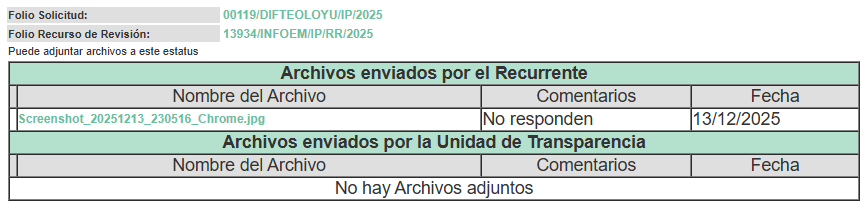 Folio Solicitud: 00119/DIFTEOLOYU/IP/2025
Folio Recurso de Revisión: 13934/INFOEM/IP/RR/2025
Puede adjuntar archivos a este estatus
Archivos enviados por el Recurrente
Nombre del Archivo Comentarios Fecha
Screenshot_20251213_230516_Chrome.jpg No responden 13/12/2025
Archivos enviados por la Unidad de Transparencia
Nombre del Archivo Comentarios Fecha
No hay Archivos adjuntos